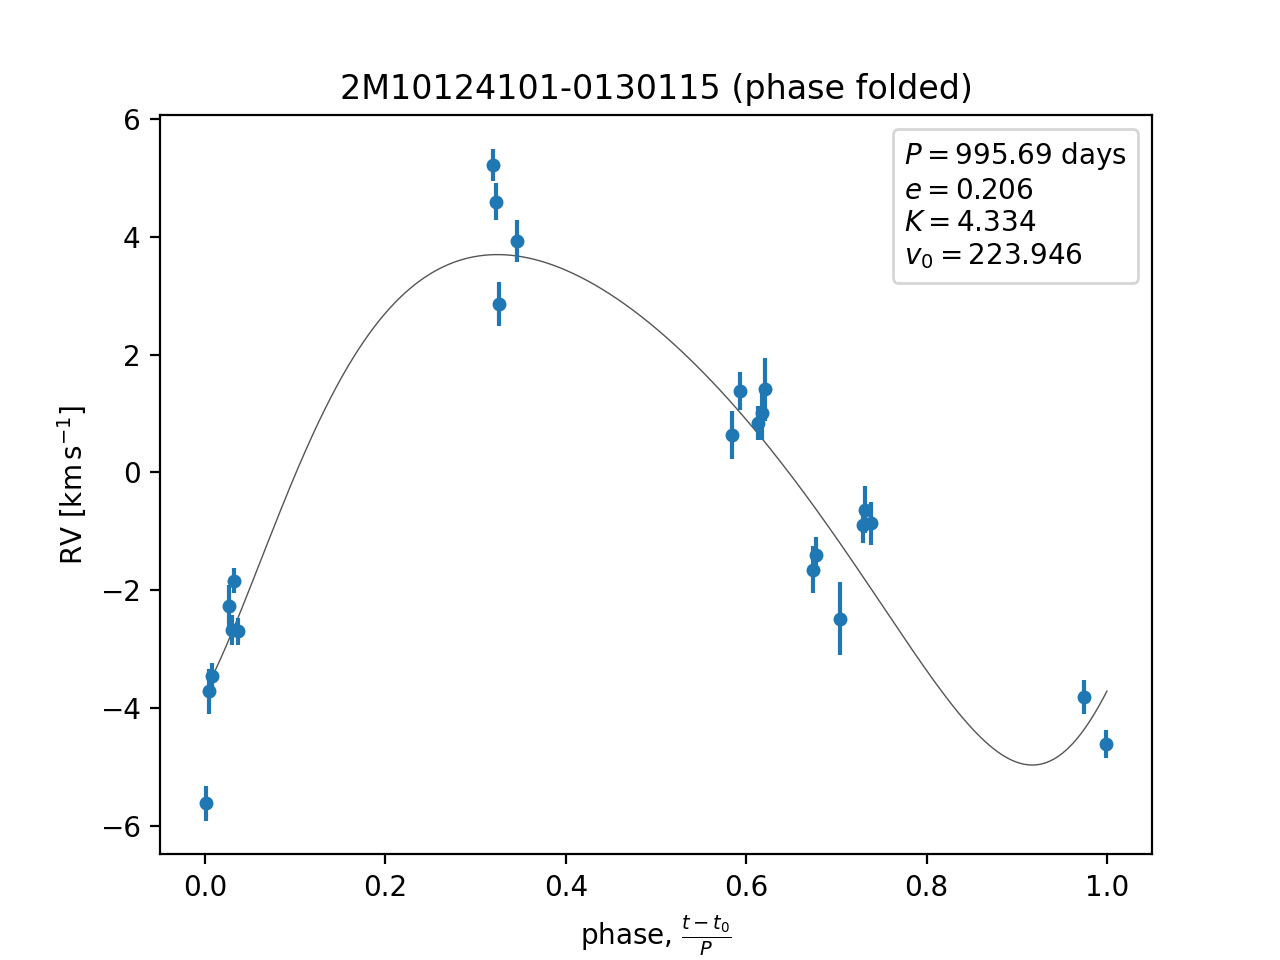 2M10124101-0130115 (phase folded)
P = 995.69 days
e = 0.206
K = 4.334
v₀ = 223.946
RV [km s⁻¹]
6
4
2
0
−2
−4
−6
0.0 0.2 0.4 0.6 0.8 1.0
phase, (t − t₀)/P